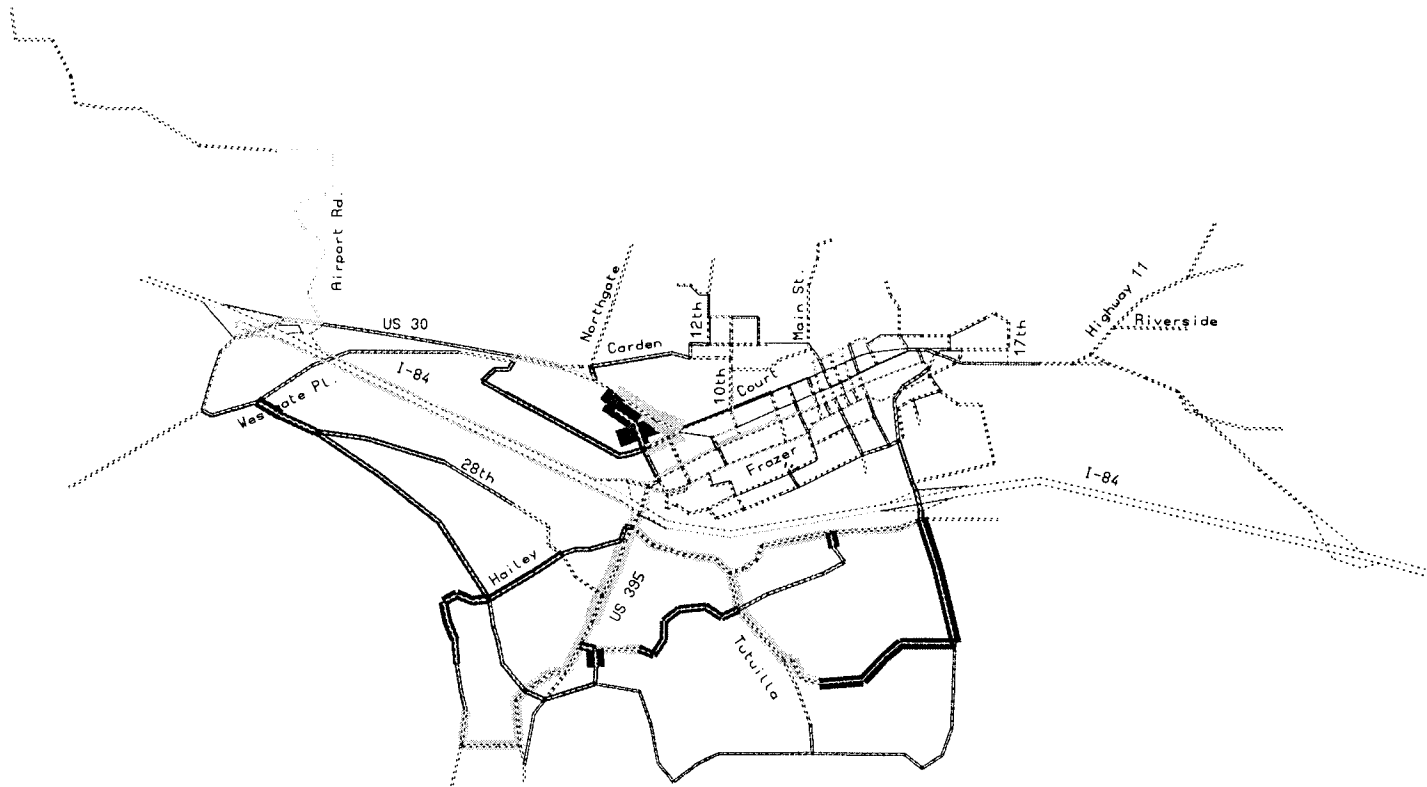 Airport Rd.
US 30
Northgate
Carden
12th
Main St.
Highway 11
Riverside
17th
I-84
Westgate Pl.
10th
Court
28th
Frazer
I-84
Hailey
US 395
Tutuilla